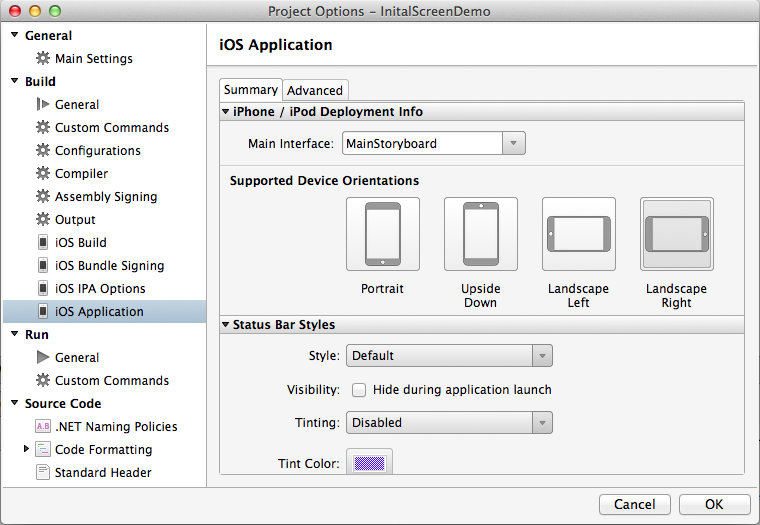 Project Options – InitalScreenDemo
General
Main Settings
Build
General
Custom Commands
Configurations
Compiler
Assembly Signing
Output
iOS Build
iOS Bundle Signing
iOS IPA Options
iOS Application
Run
General
Custom Commands
Source Code
A.B .NET Naming Policies
Code Formatting
Standard Header
iOS Application
Summary Advanced
iPhone / iPod Deployment Info
Main Interface: MainStoryboard
Supported Device Orientations
Portrait
Upside
Down
Landscape
Left
Landscape
Right
Status Bar Styles
Style: Default
Visibility: Hide during application launch
Tinting: Disabled
Tint Color:
Cancel OK